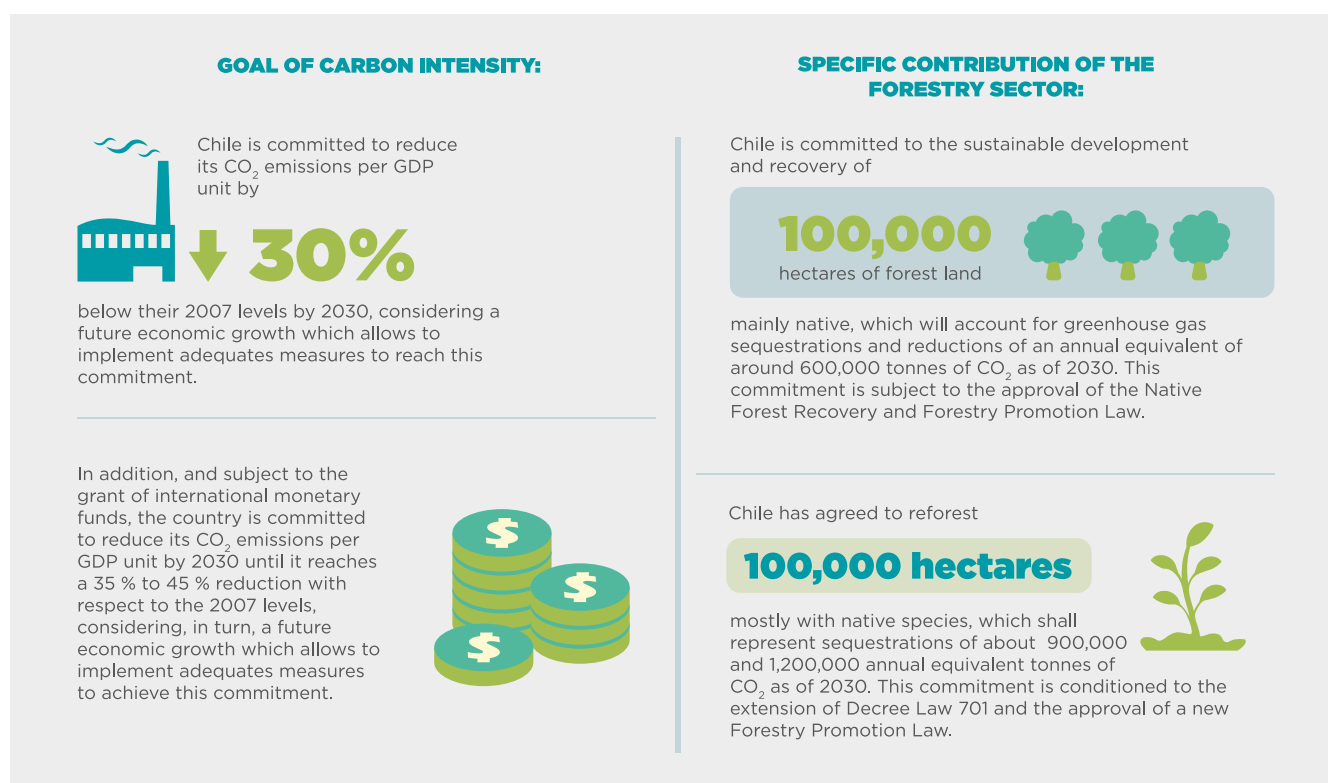 GOAL OF CARBON INTENSITY:
Chile is committed to reduce
its CO2 emissions per GDP
unit by
30%
below their 2007 levels by 2030, considering a
future economic growth which allows to
implement adequates measures to reach this
commitment.
In addition, and subject to the
grant of international monetary
funds, the country is committed
to reduce its CO2 emissions per
GDP unit by 2030 until it reaches
a 35 % to 45 % reduction with
respect to the 2007 levels,
considering, in turn, a future
economic growth which allows to
implement adequates measures
to achieve this commitment.
$
$
$
SPECIFIC CONTRIBUTION OF THE
FORESTRY SECTOR:
Chile is committed to the sustainable development
and recovery of
100,000
hectares of forest land
mainly native, which will account for greenhouse gas
sequestrations and reductions of an annual equivalent of
around 600,000 tonnes of CO2 as of 2030. This
commitment is subject to the approval of the Native
Forest Recovery and Forestry Promotion Law.
Chile has agreed to reforest
100,000 hectares
mostly with native species, which shall
represent sequestrations of about 900,000
and 1,200,000 annual equivalent tonnes of
CO2 as of 2030. This commitment is conditioned to the
extension of Decree Law 701 and the approval of a new
Forestry Promotion Law.